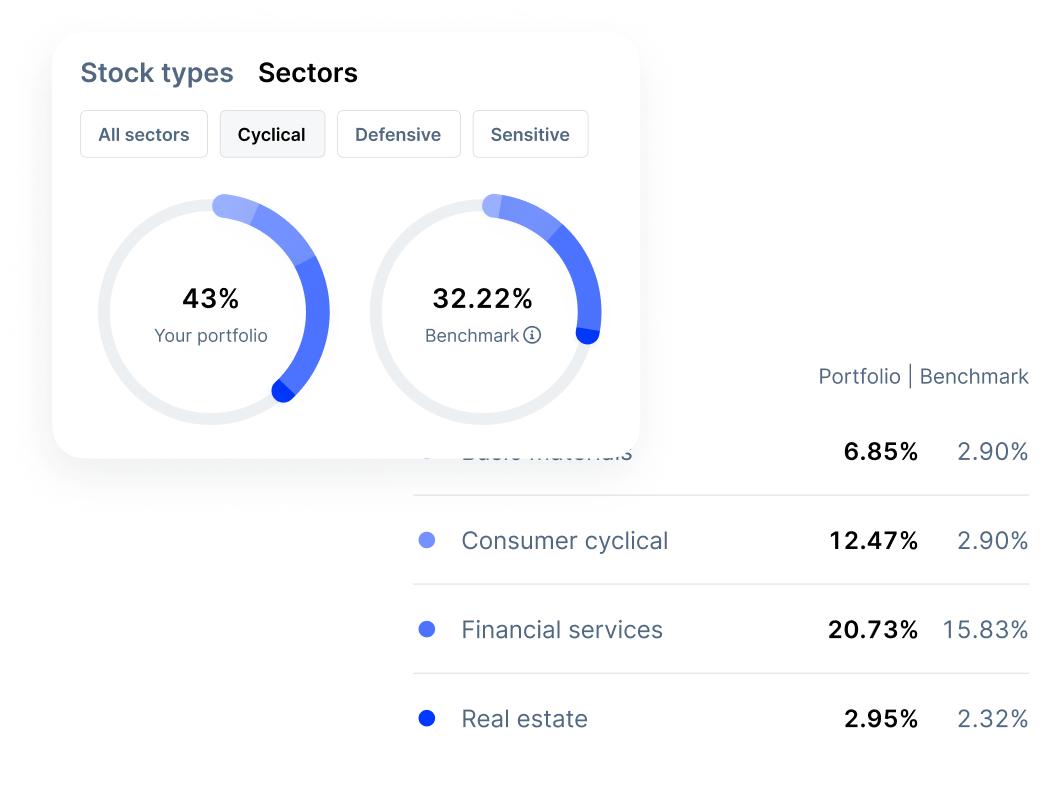 Stock types Sectors
All sectors Cyclical Defensive Sensitive
43%
Your portfolio
32.22%
Benchmark
Portfolio | Benchmark
Basic materials 6.85% 2.90%
Consumer cyclical 12.47% 2.90%
Financial services 20.73% 15.83%
Real estate 2.95% 2.32%